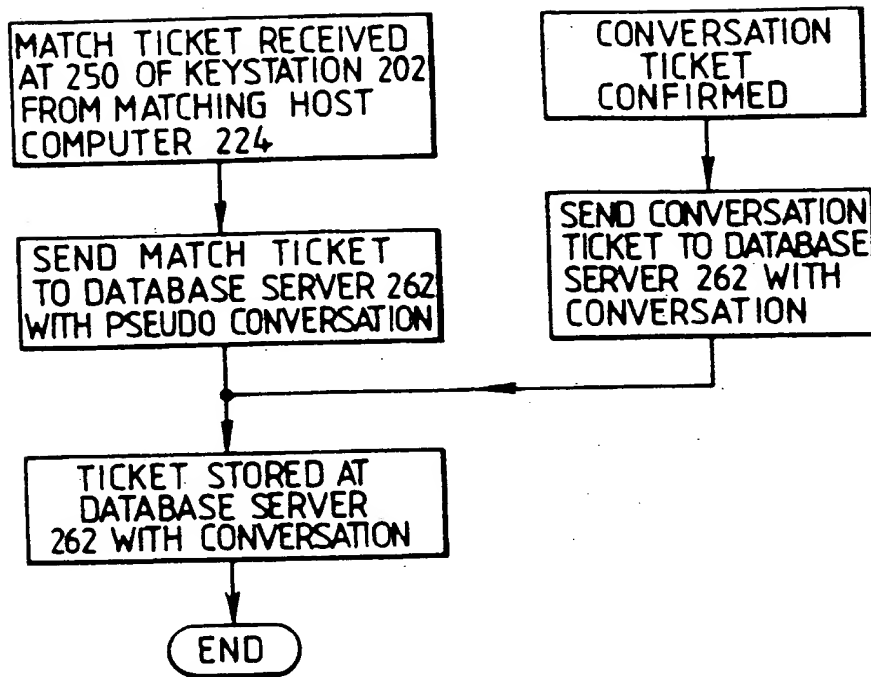 MATCH TICKET RECEIVED
AT 250 OF KEYSTATION 202
FROM MATCHING HOST
COMPUTER 224
CONVERSATION
TICKET
CONFIRMED
SEND MATCH TICKET
TO DATABASE SERVER 262
WITH PSEUDO CONVERSATION
SEND CONVERSATION
TICKET TO DATABASE
SERVER 262 WITH
CONVERSATION
TICKET STORED AT
DATABASE SERVER
262 WITH CONVERSATION
END